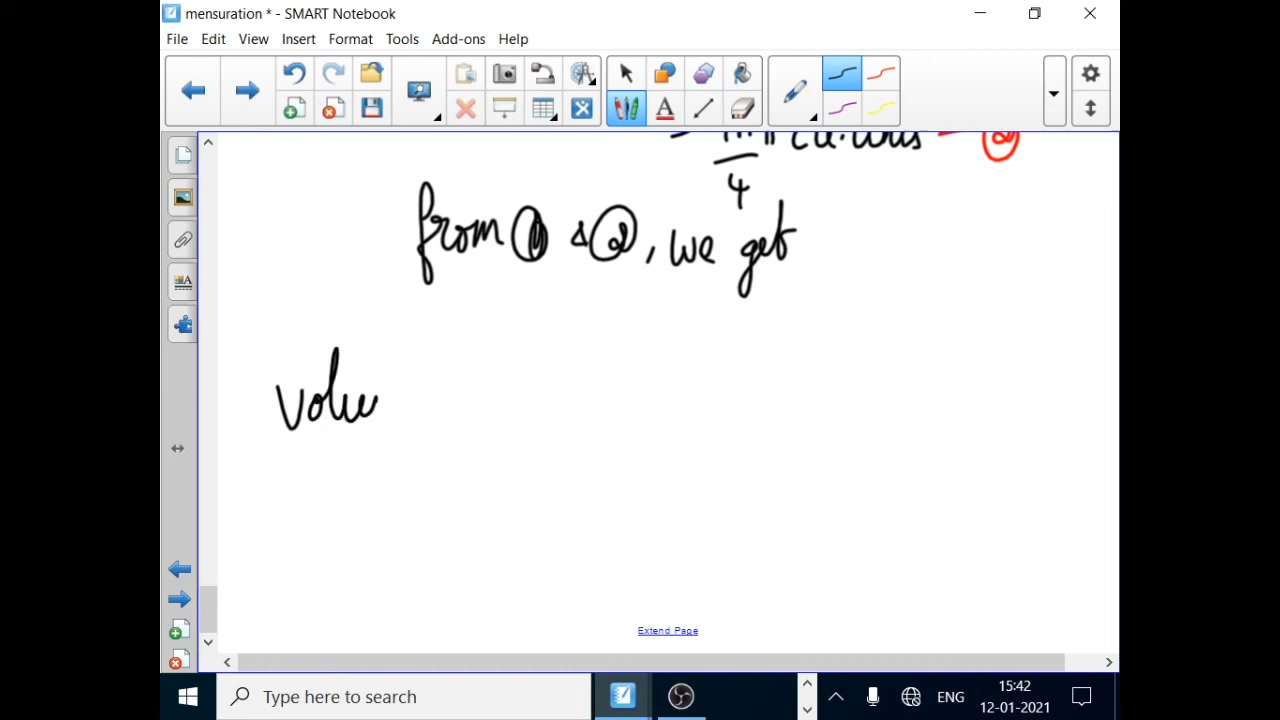 mensuration * - SMART Notebook
File Edit View Insert Format Tools Add-ons Help
4
from ① & ②, we get
Volu
Extend Page
Type here to search
ENG
15:42
12-01-2021